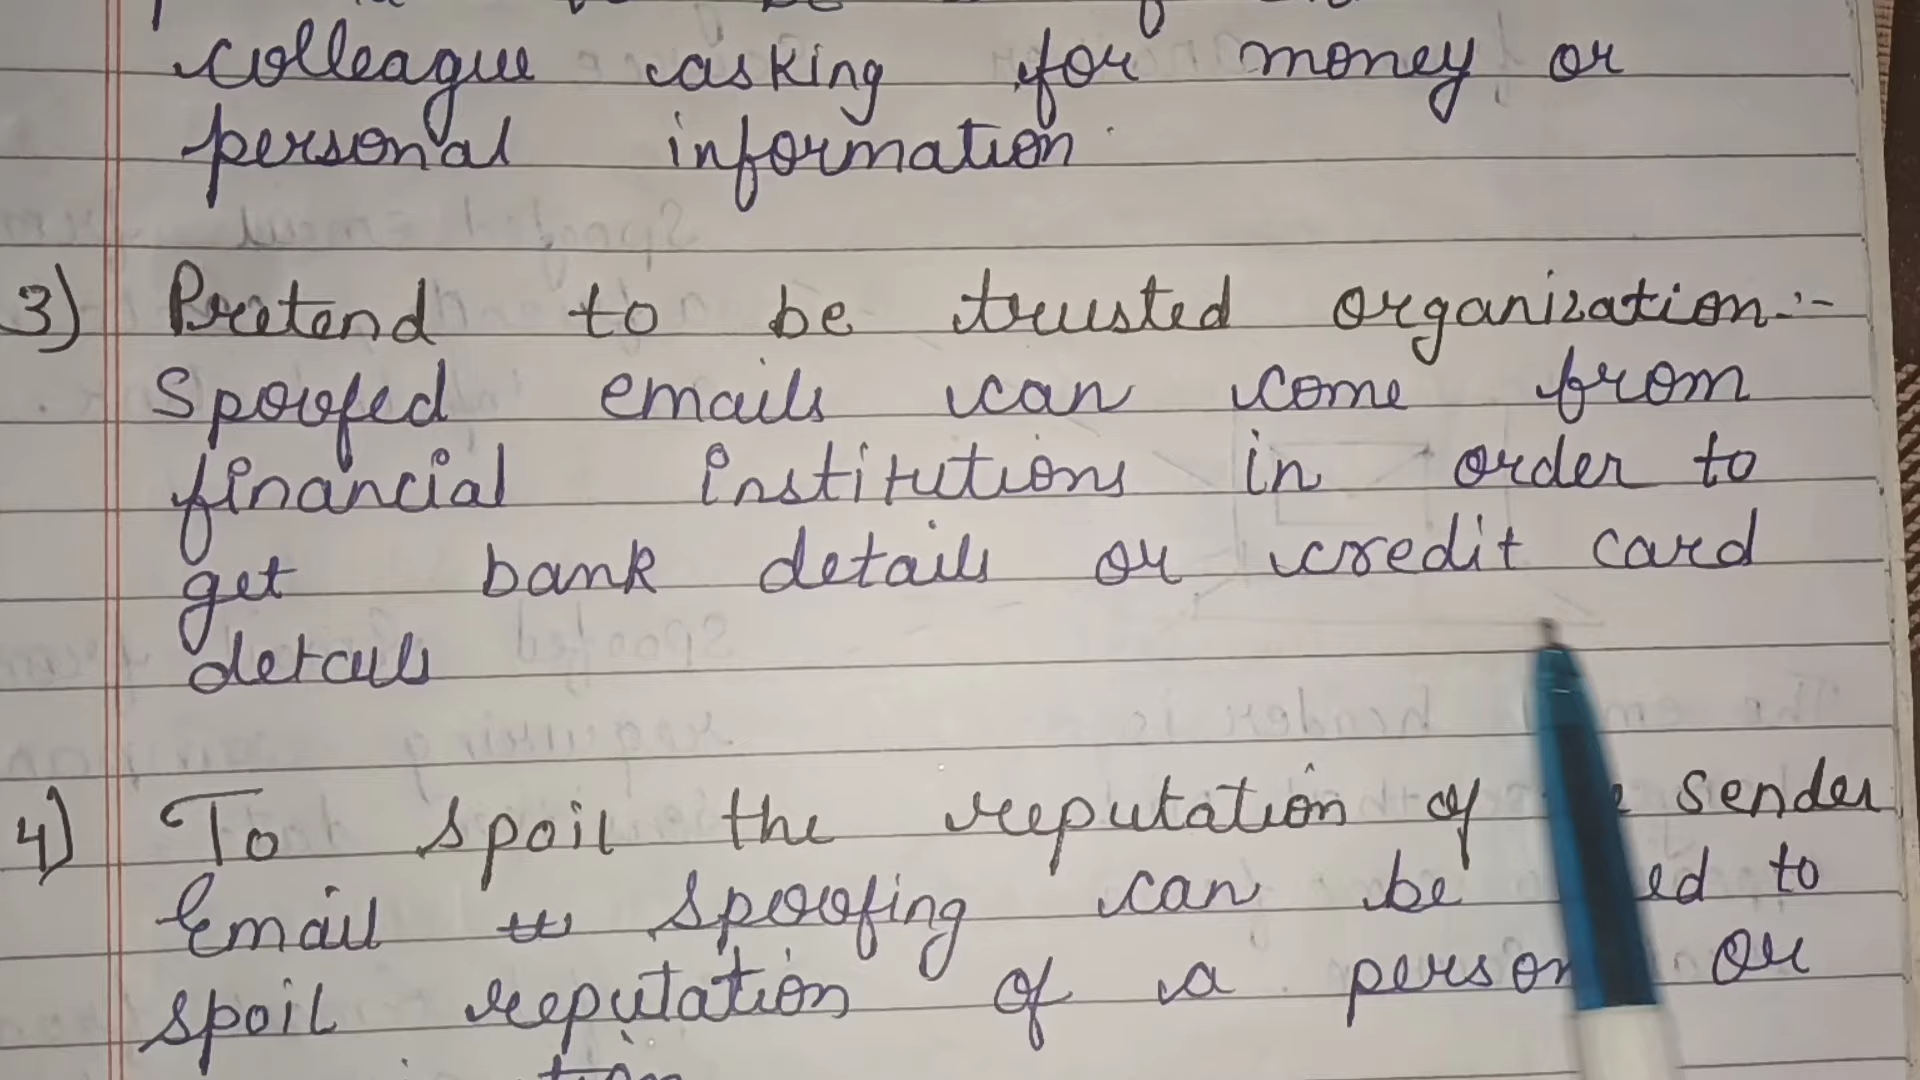 colleague asking for money or
personal information
3) Pretend to be trusted organization:-
Spoofed emails can come from
financial institutions in order to
get bank details or credit card
details
4) To spoil the reputation of sender
Email spoofing can be to
spoil reputation of a person or